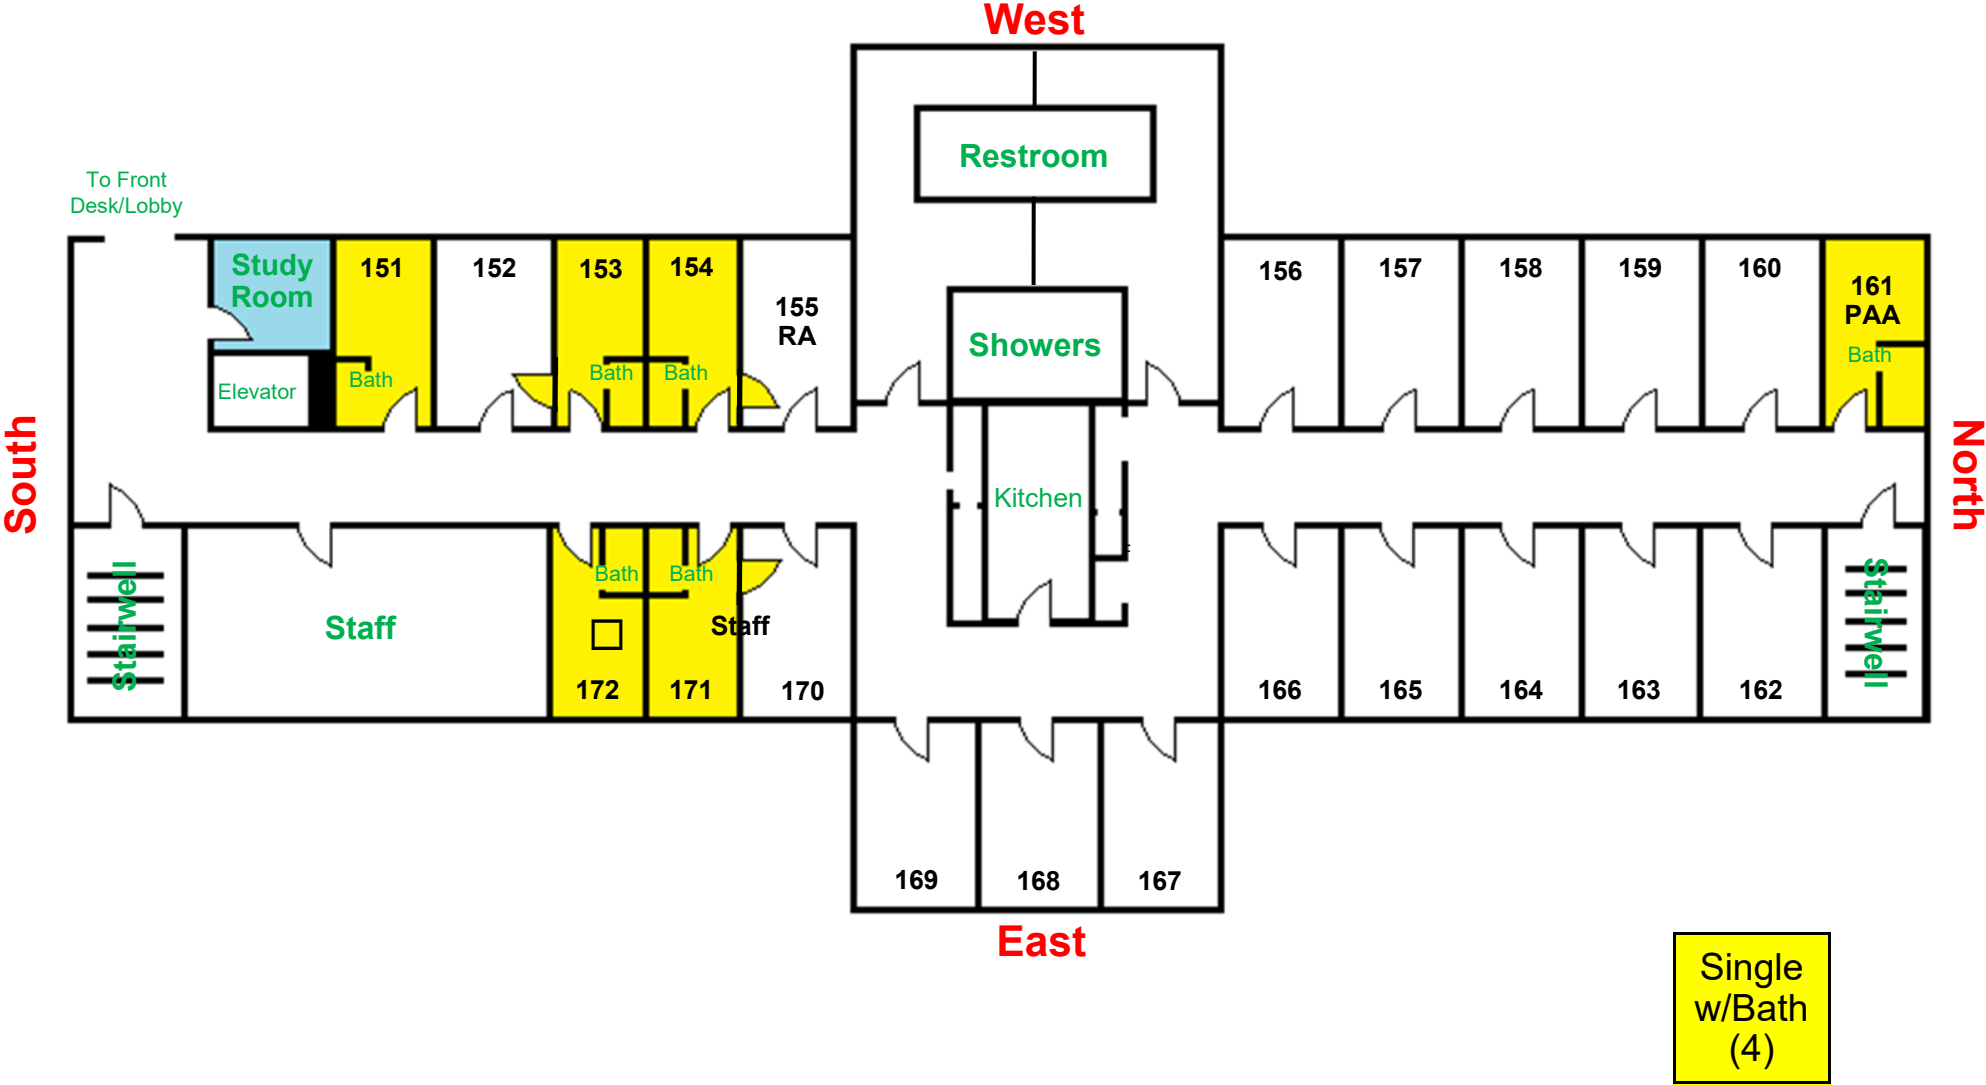 West
Restroom
To Front
Desk/Lobby
Study
Room
151
152
153
154
155
RA
156
157
158
159
160
161
PAA
Showers
Bath
Bath
Bath
Bath
Elevator
South
North
Kitchen
Bath
Bath
Stairwell
Staff
Staff
Stairwell
172
171
170
166
165
164
163
162
169
168
167
East
Single
w/Bath
(4)